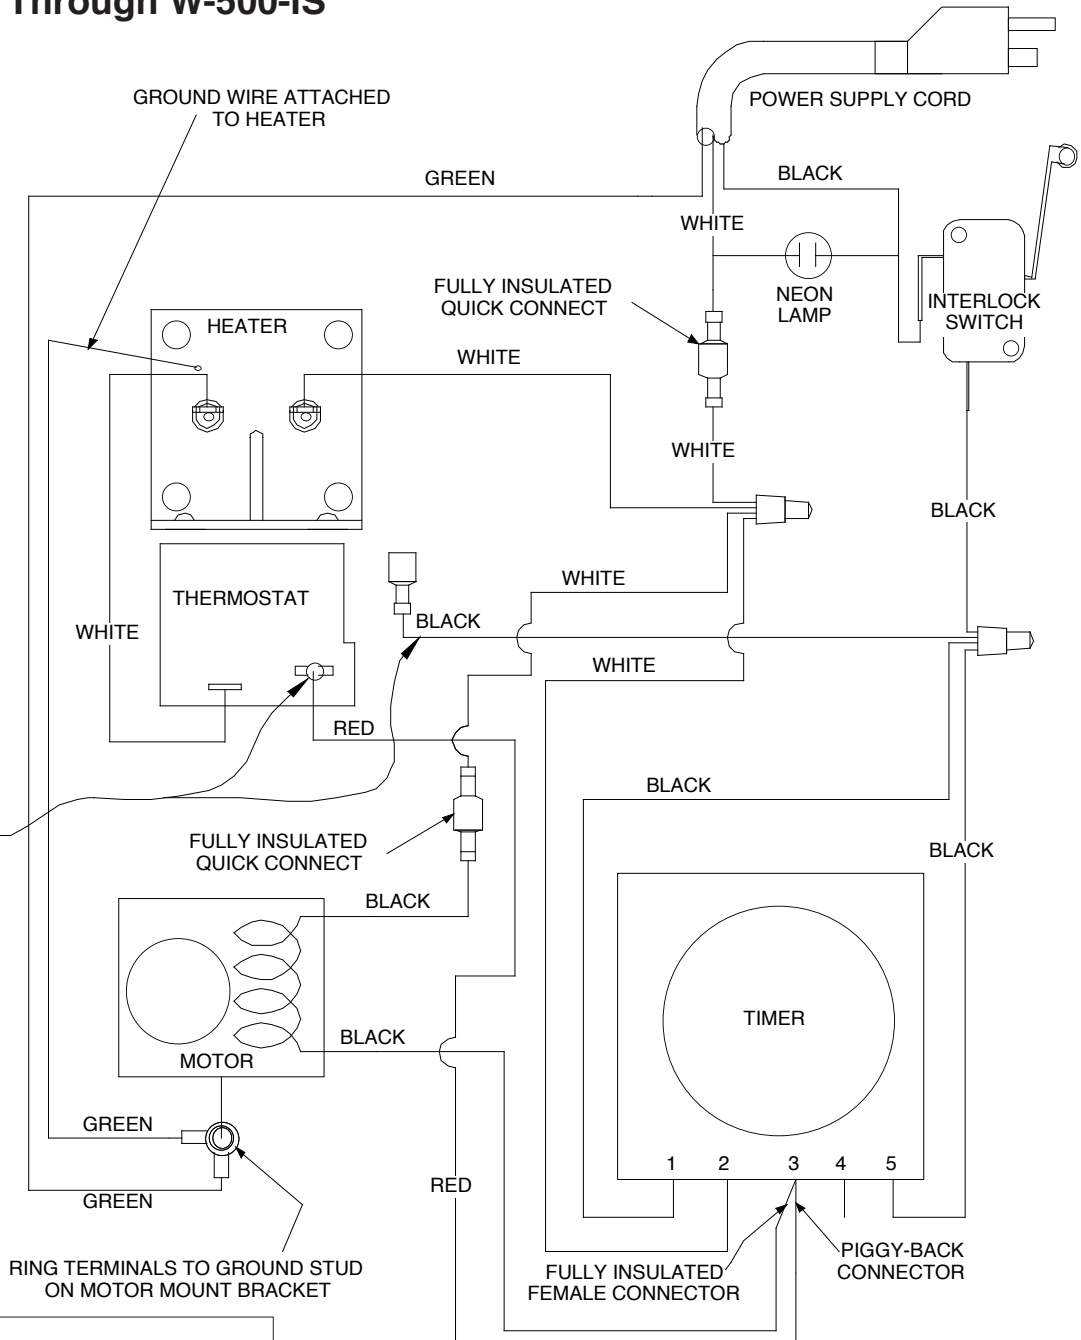 Through W-500-IS
GROUND WIRE ATTACHED
TO HEATER
POWER SUPPLY CORD
GREEN
BLACK
WHITE
FULLY INSULATED
QUICK CONNECT
NEON
LAMP
INTERLOCK
SWITCH
HEATER
WHITE
WHITE
BLACK
WHITE
THERMOSTAT
BLACK
WHITE
WHITE
RED
BLACK
FULLY INSULATED
QUICK CONNECT
BLACK
BLACK
TIMER
BLACK
MOTOR
GREEN
1 2 3 4 5
RED
GREEN
RING TERMINALS TO GROUND STUD
ON MOTOR MOUNT BRACKET
FULLY INSULATED
FEMALE CONNECTOR
PIGGY-BACK
CONNECTOR